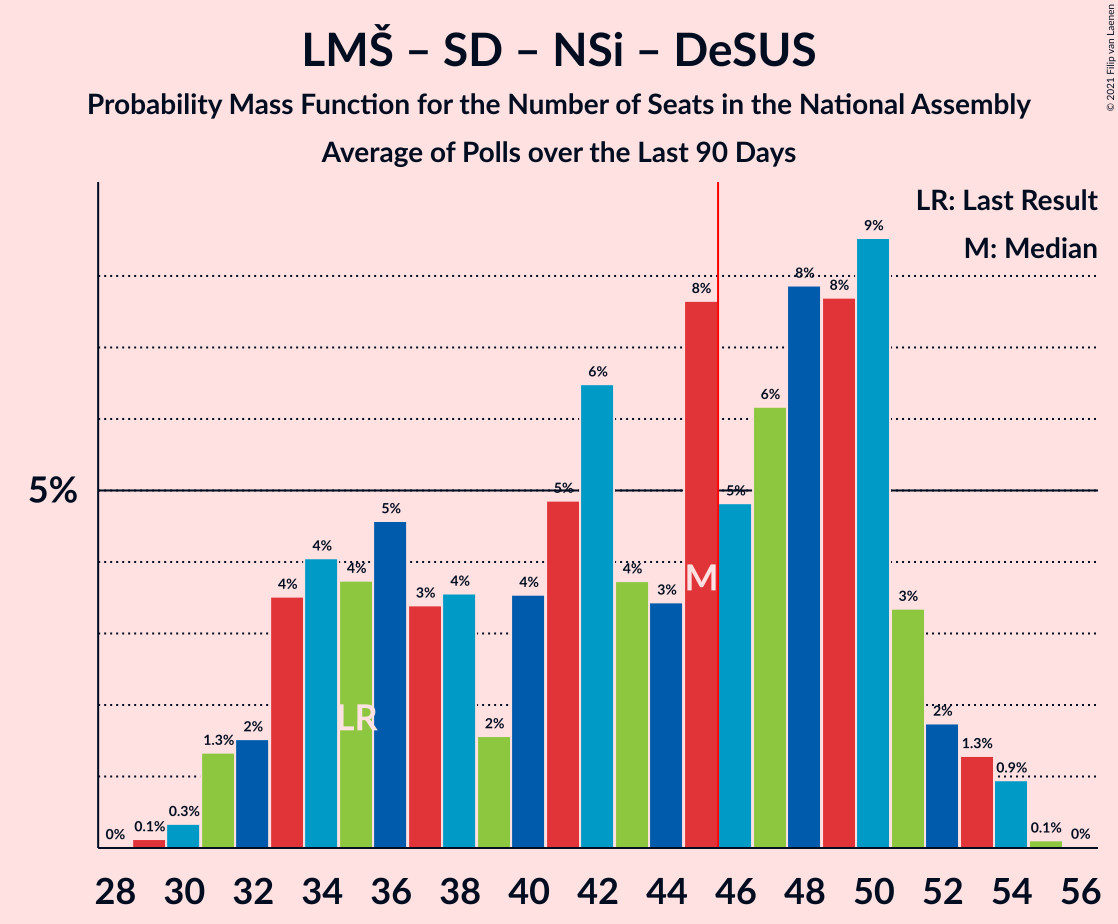 LMŠ – SD – NSi – DeSUS
Probability Mass Function for the Number of Seats in the National Assembly
Average of Polls over the Last 90 Days
© 2021 Filip van Laenen
LR: Last Result
M: Median
5%
0% 0.1% 0.3% 1.3% 2% 4% 4% 4% 5% 3% 4% 2% 4% 5% 6% 4% 3% 8% 5% 6% 8% 8% 9% 3% 2% 1.3% 0.9% 0.1% 0%
LR
M
28 30 32 34 36 38 40 42 44 46 48 50 52 54 56